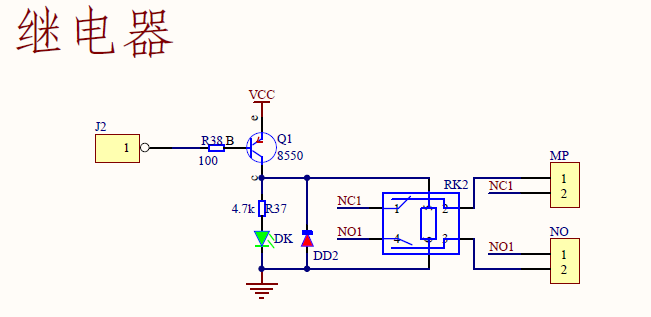 继电器
VCC
e
J2
1
R38 B
Q1
100
8550
c
RK2
MP
1
NC1
2
4.7k
R37
NC1
1
2
NO1
4
3
DK
DD2
NO
NO1
1
2